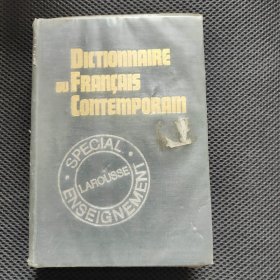 DICTIONNAIRE
DU FRANÇAIS
CONTEMPORAIN
• SPECIAL •
LAROUSSE
ENSEIGNEMENT